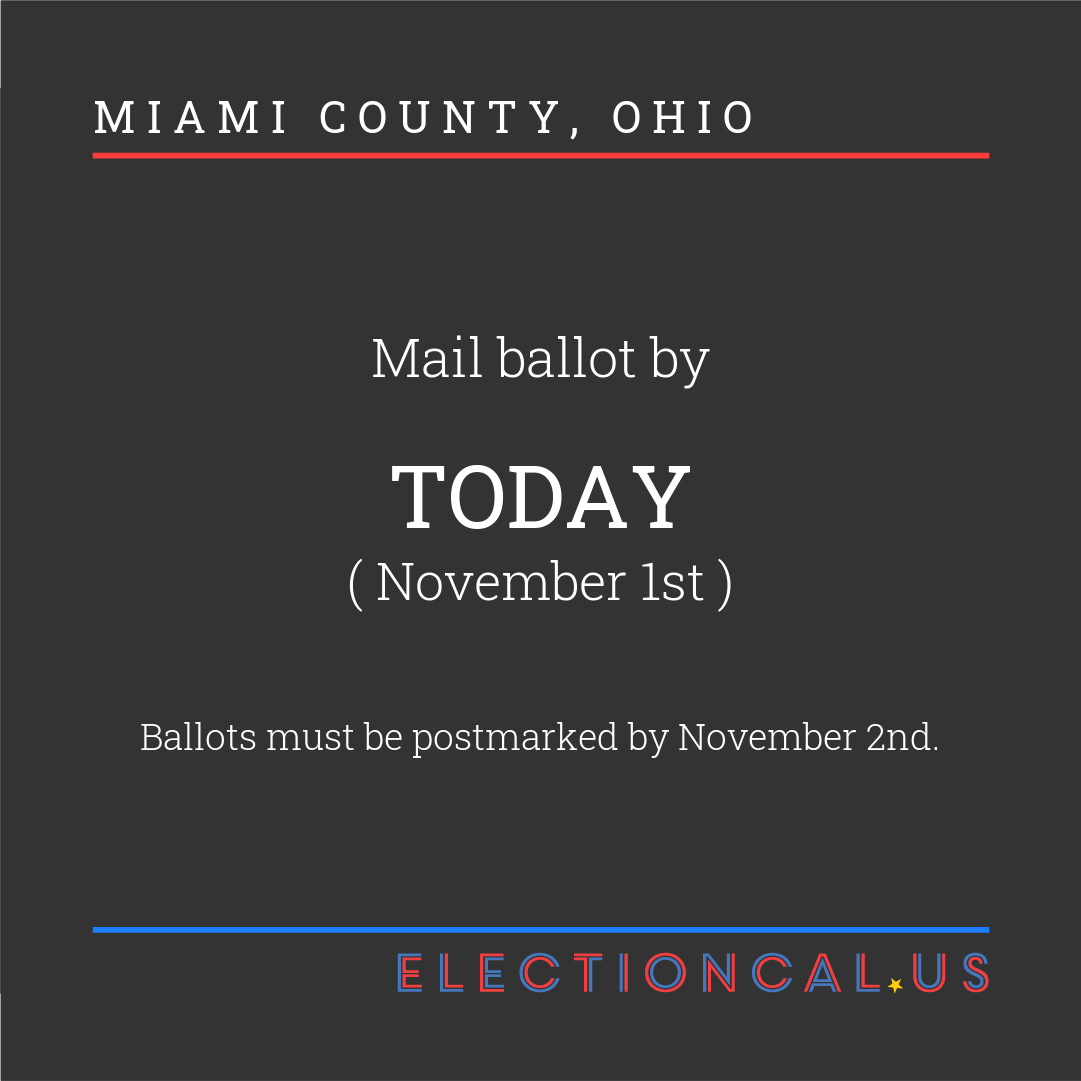 MIAMI COUNTY, OHIO
Mail ballot by
TODAY
( November 1st )
Ballots must be postmarked by November 2nd.
ELECTIONCAL.US